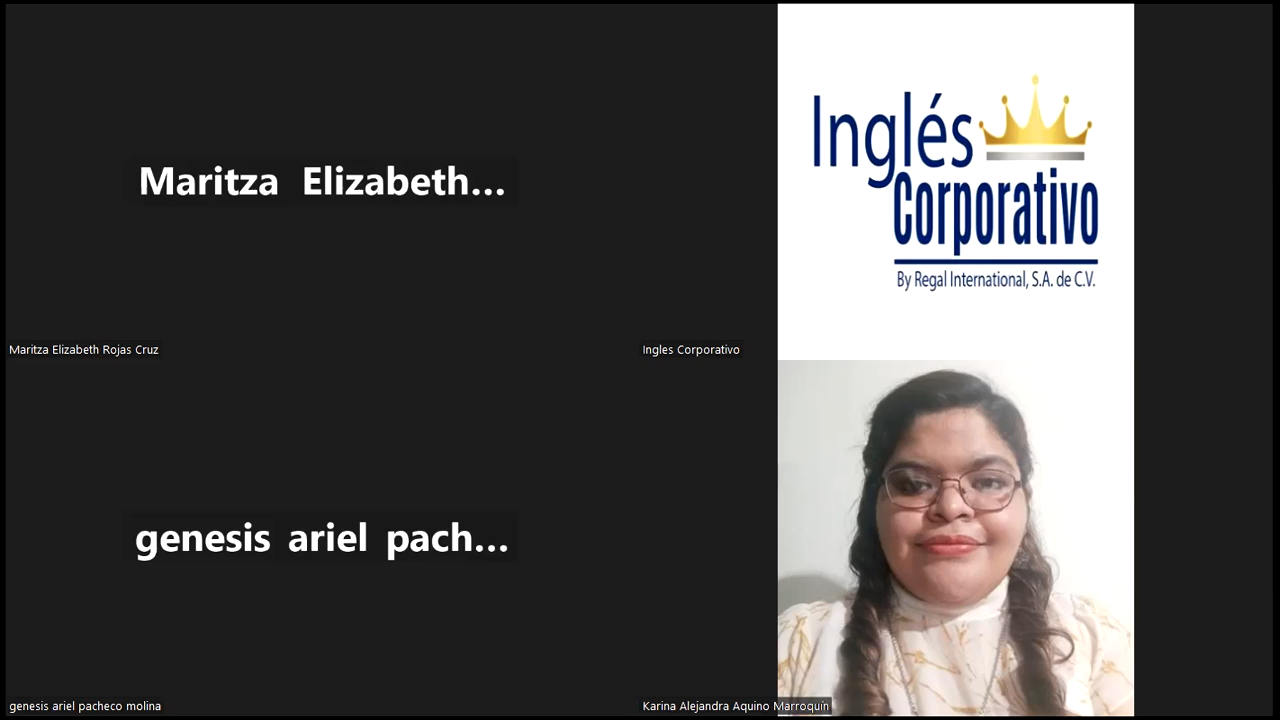 Maritza Elizabeth...
Maritza Elizabeth Rojas Cruz
Inglés
Corporativo
By Regal International, S.A. de C.V.
Ingles Corporativo
genesis ariel pach...
genesis ariel pacheco molina
Karina Alejandra Aquino Marroquín